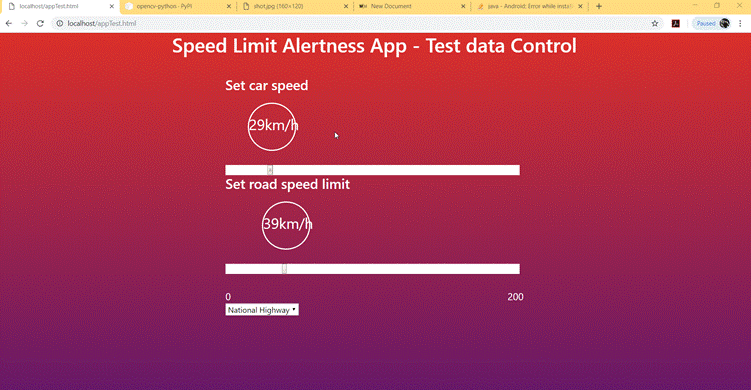 localhost/appTest.html
opencv-python · PyPI
shot.jpg (160×120)
New Document
java - Android: Error while insta
localhost/appTest.html
Paused
Speed Limit Alertness App - Test data Control
Set car speed
29km/h
Set road speed limit
39km/h
0 200
National Highway